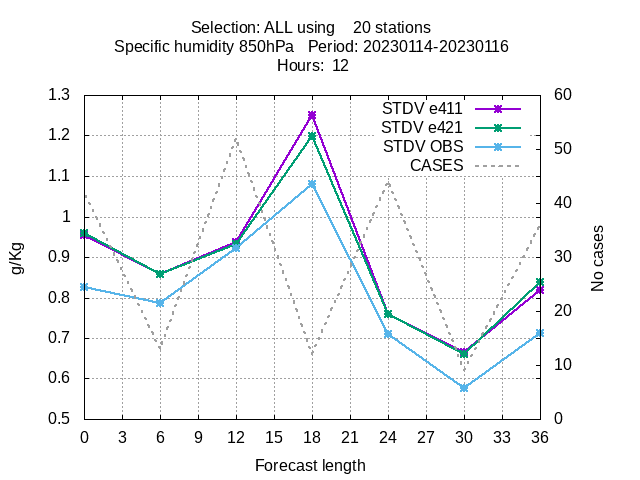 Selection: ALL using    20 stations
Specific humidity 850hPa   Period: 20230114-20230116
Hours:  12
STDV e411
STDV e421
STDV OBS
CASES
1.3
1.2
1.1
1
0.9
0.8
0.7
0.6
0.5
g/Kg
60
50
40
30
20
10
0
No cases
0 3 6 9 12 15 18 21 24 27 30 33 36
Forecast length